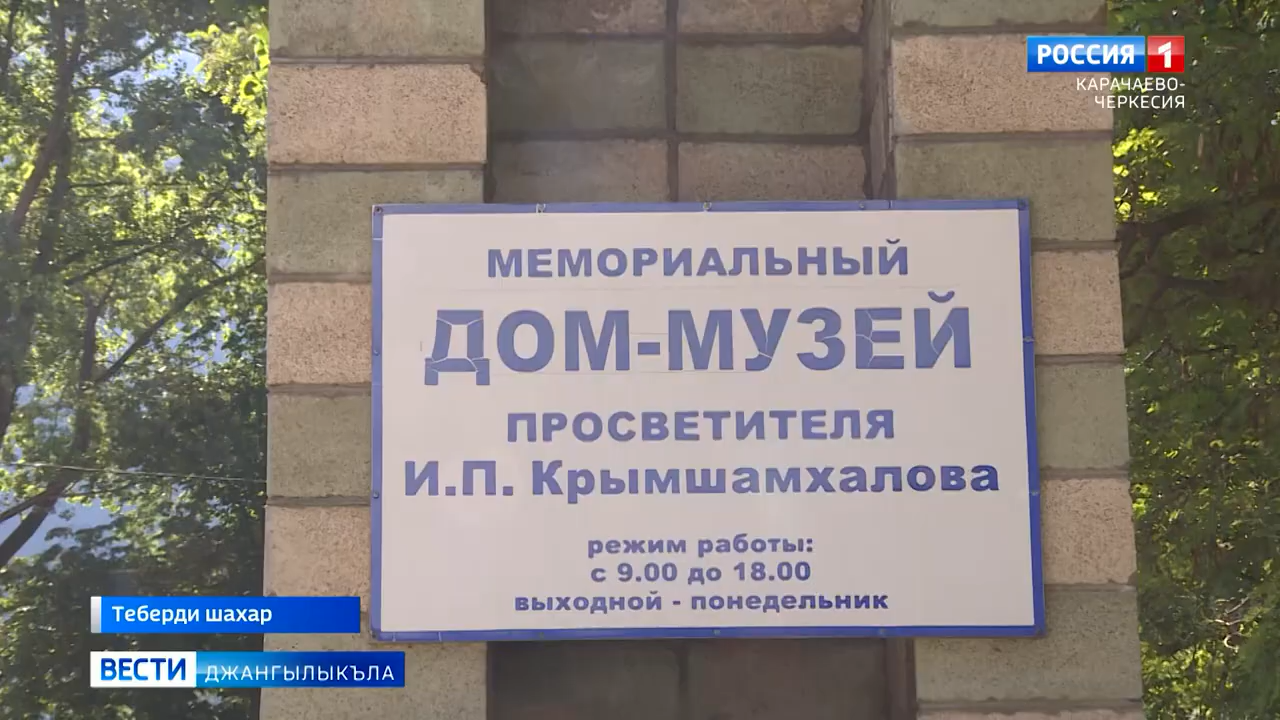 РОССИЯ 1
КАРАЧАЕВО-
ЧЕРКЕСИЯ
МЕМОРИАЛЬНЫЙ
ДОМ-МУЗЕЙ
ПРОСВЕТИТЕЛЯ
И.П. Крымшамхалова
режим работы:
с 9.00 до 18.00
выходной - понедельник
Теберди шахар
ВЕСТИ ДЖАНГЫЛЫКЪЛА